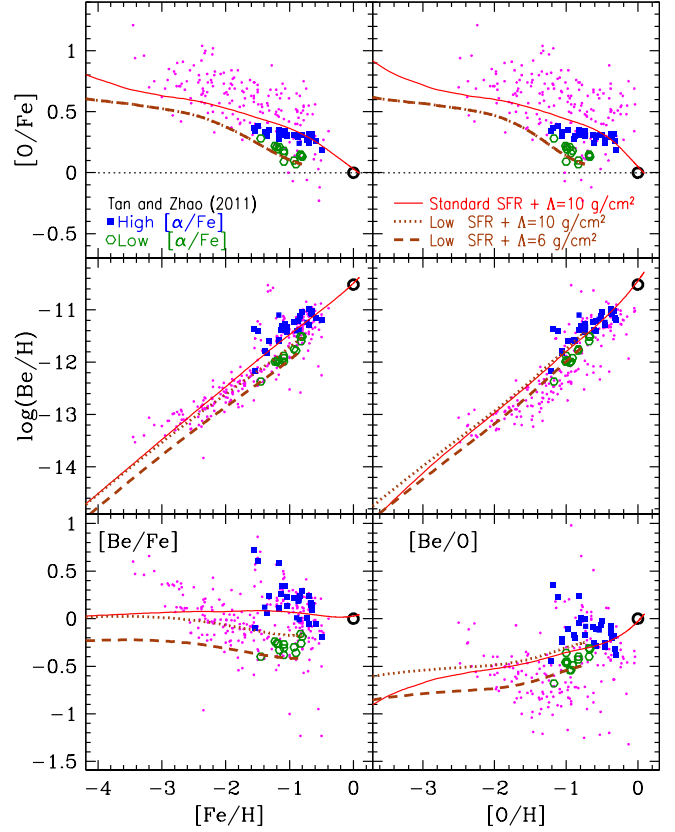 1
0.5
0
−0.5
[O/Fe]
Tan and Zhao (2011)
High [α/Fe]
Low [α/Fe]
Standard SFR + Λ=10 g/cm²
Low SFR + Λ=10 g/cm²
Low SFR + Λ=6 g/cm²
−11
−12
−13
−14
log(Be/H)
[Be/Fe]
[Be/O]
1
0.5
0
−0.5
−1
−1.5
−4 −3 −2 −1 0
−3 −2 −1 0
[Fe/H]
[O/H]